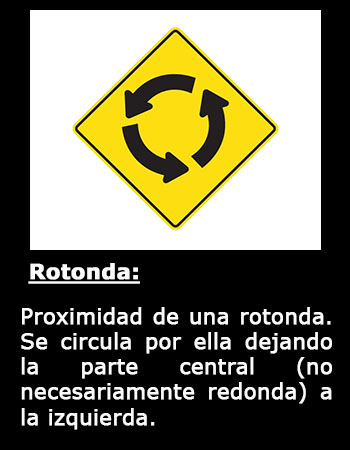 Rotonda:
Proximidad de una rotonda.
Se circula por ella dejando
la parte central (no
necesariamente redonda) a
la izquierda.